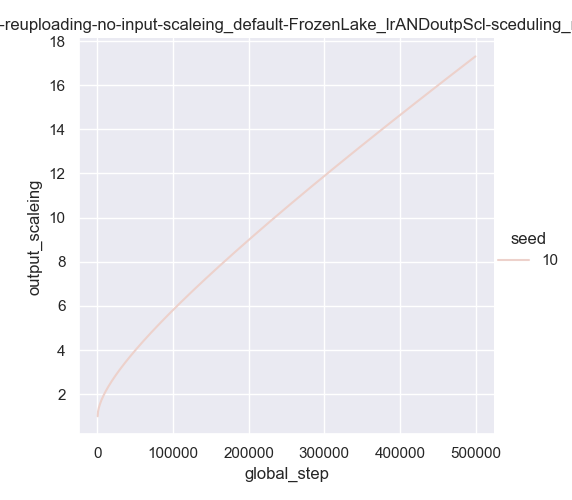 -reuploading-no-input-scaleing_default-FrozenLake_lrANDoutpScl-sceduling_
18
16
14
12
10
8
6
4
2
output_scaleing
0 100000 200000 300000 400000 500000
global_step
seed
10